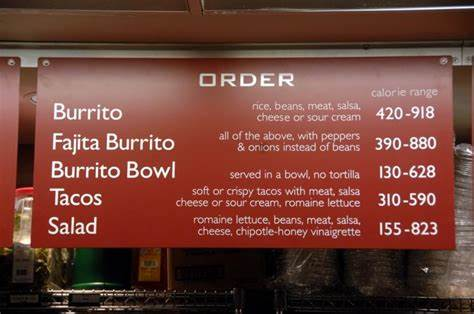 ORDER
calorie range
Burrito rice, beans, meat, salsa, cheese or sour cream 420-918
Fajita Burrito all of the above, with peppers & onions instead of beans 390-880
Burrito Bowl served in a bowl, no tortilla 130-628
Tacos soft or crispy tacos with meat, salsa cheese or sour cream, romaine lettuce 310-590
Salad romaine lettuce, beans, meat, salsa, cheese, chipotle-honey vinaigrette 155-823